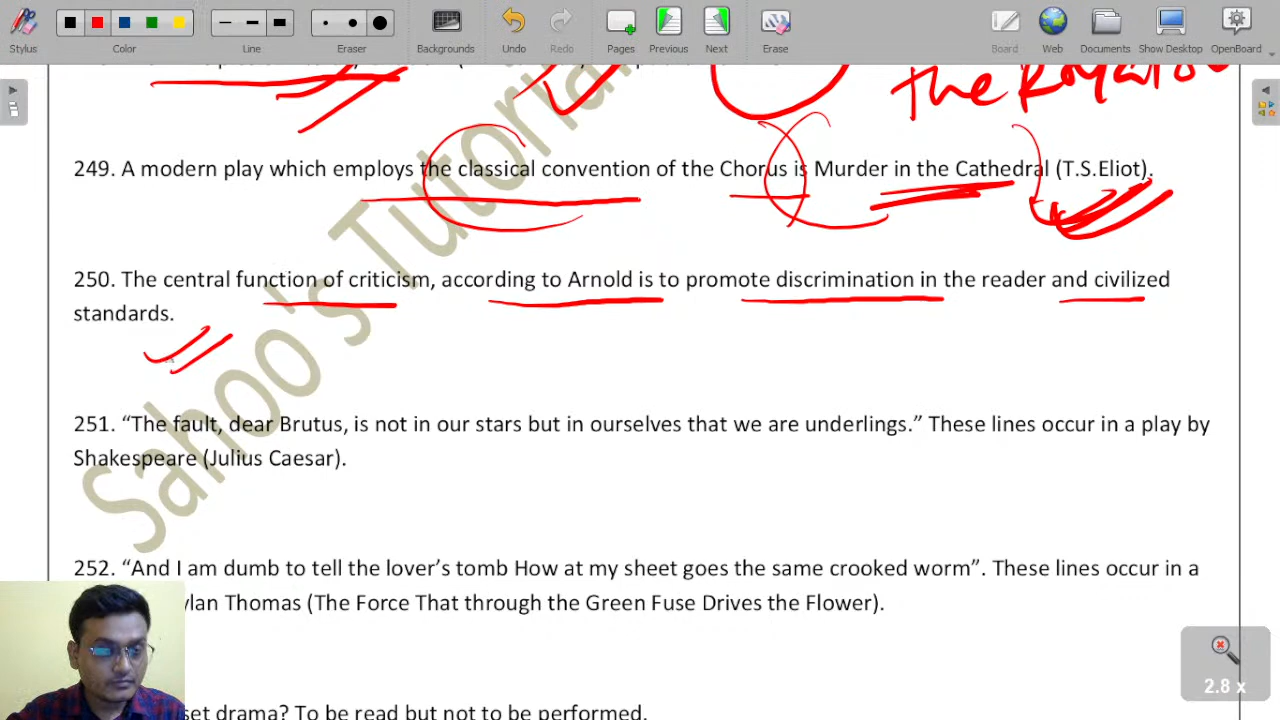 Stylus
Color
Line
Eraser
Backgrounds
Undo
Redo
Pages
Previous
Next
Erase
Board
Web
Documents
Show Desktop
OpenBoard
the
249. A modern play which employs the classical convention of the Chorus is Murder in the Cathedral (T.S.Eliot).
250. The central function of criticism, according to Arnold is to promote discrimination in the reader and civilized
standards.
251. “The fault, dear Brutus, is not in our stars but in ourselves that we are underlings.” These lines occur in a play by
Shakespeare (Julius Caesar).
252. “And I am dumb to tell the lover’s tomb How at my sheet goes the same crooked worm”. These lines occur in a
Thomas (The Force That through the Green Fuse Drives the Flower).
drama? To be read but not to be performed.
Sahoo's Tutorial
2.8 x